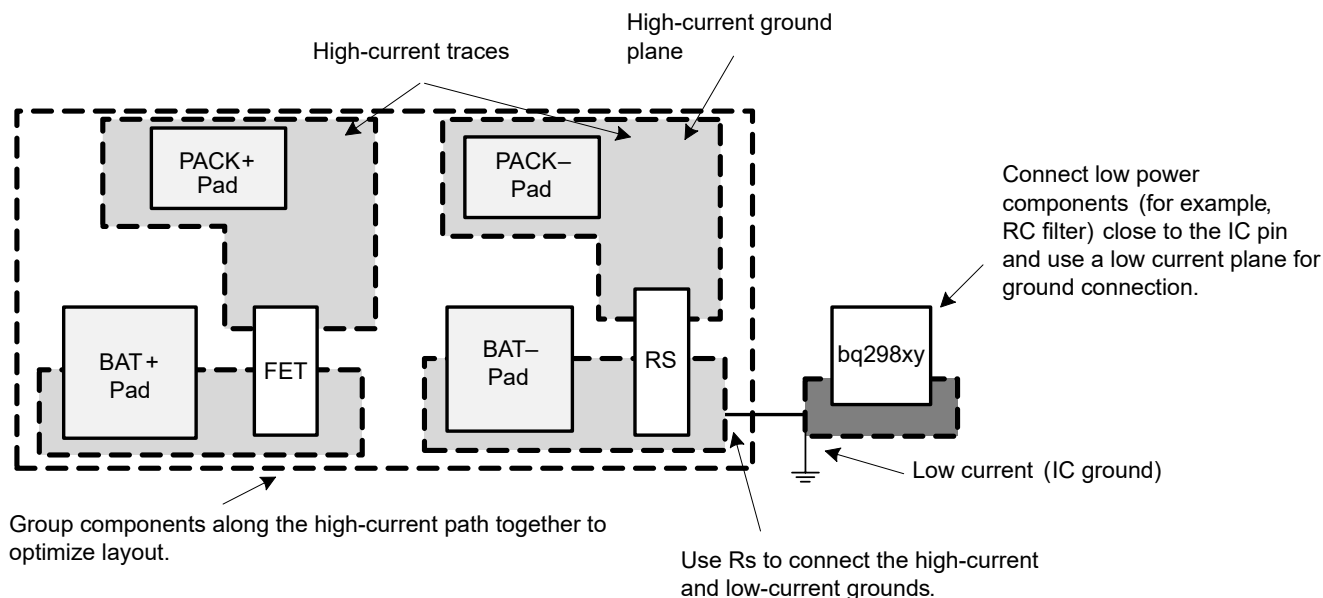 High-current ground
plane
High-current traces
PACK+
Pad
PACK–
Pad
Connect low power
components (for example,
RC filter) close to the IC pin
and use a low current plane for
ground connection.
BAT+
Pad
FET
BAT–
Pad
RS
bq298xy
Low current (IC ground)
Group components along the high-current path together to
optimize layout.
Use Rs to connect the high-current
and low-current grounds.